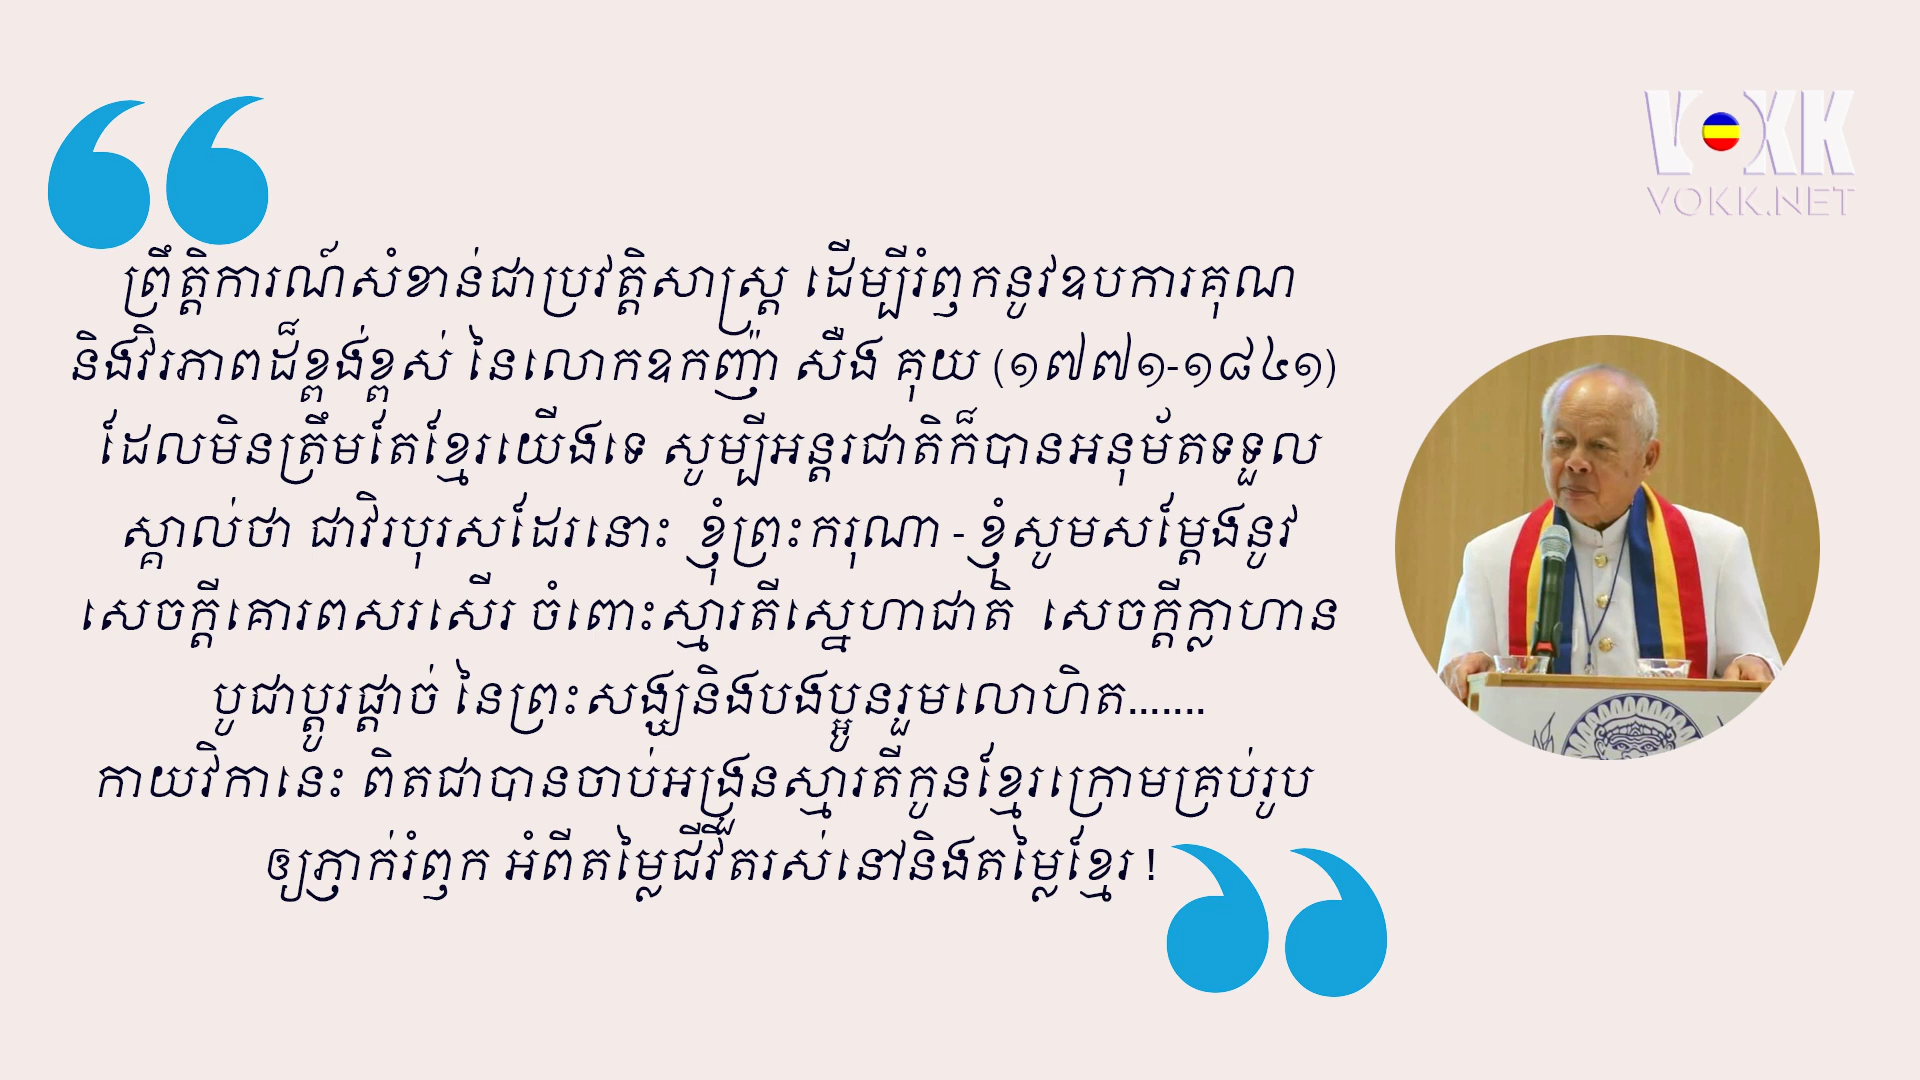 VOKK
VOKK.NET
ព្រឹត្តិការណ៍សំខាន់ជាប្រវត្តិសាស្ត្រ ដើម្បីរំឭកនូវឧបការគុណ
និងវិរភាពដ៏ខ្ពង់ខ្ពស់ នៃលោកឧកញ៉ា សឺង គុយ (១៧៧១-១៨៤១)
ដែលមិនត្រឹមតែខ្មែរយើងទេ សូម្បីអន្តរជាតិក៏បានអនុម័តទទួល
ស្គាល់ថា ជាវិរបុរសដែរនោះ ខ្ញុំព្រះករុណា - ខ្ញុំសូមសម្តែងនូវ
សេចក្តីគោរពសរសើរ ចំពោះស្មារតីស្នេហាជាតិ សេចក្តីក្លាហាន
បូជាប្តូរផ្តាច់ នៃព្រះសង្ឃនិងបងប្អូនរួមលោហិត.......
កាយវិកានេះ ពិតជាបានចាប់អង្រួនស្មារតីកូនខ្មែរក្រោមគ្រប់រូប
ឲ្យភ្ញាក់រំឭក អំពីតម្លៃជីវិតរស់នៅនិងតម្លៃខ្មែរ !